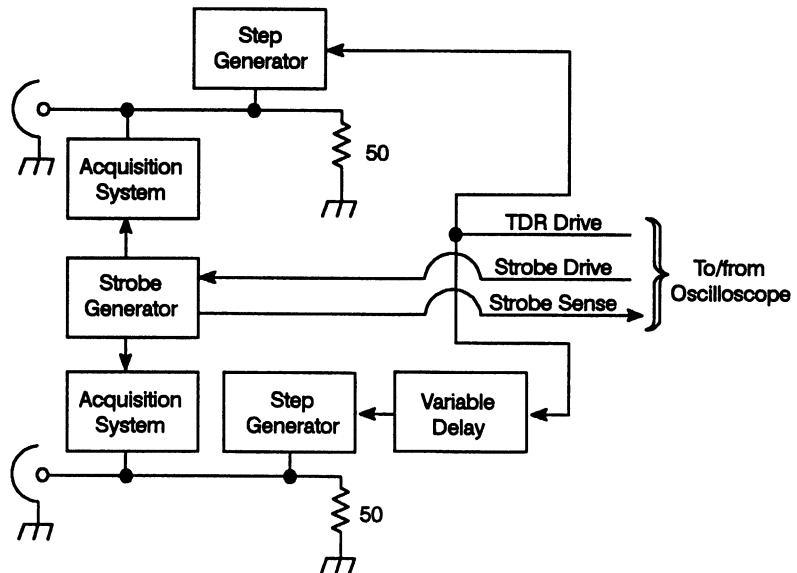 Step
Generator
50
Acquisition
System
TDR Drive
Strobe Drive
Strobe Sense
To/from
Oscilloscope
Strobe
Generator
Acquisition
System
Step
Generator
Variable
Delay
50